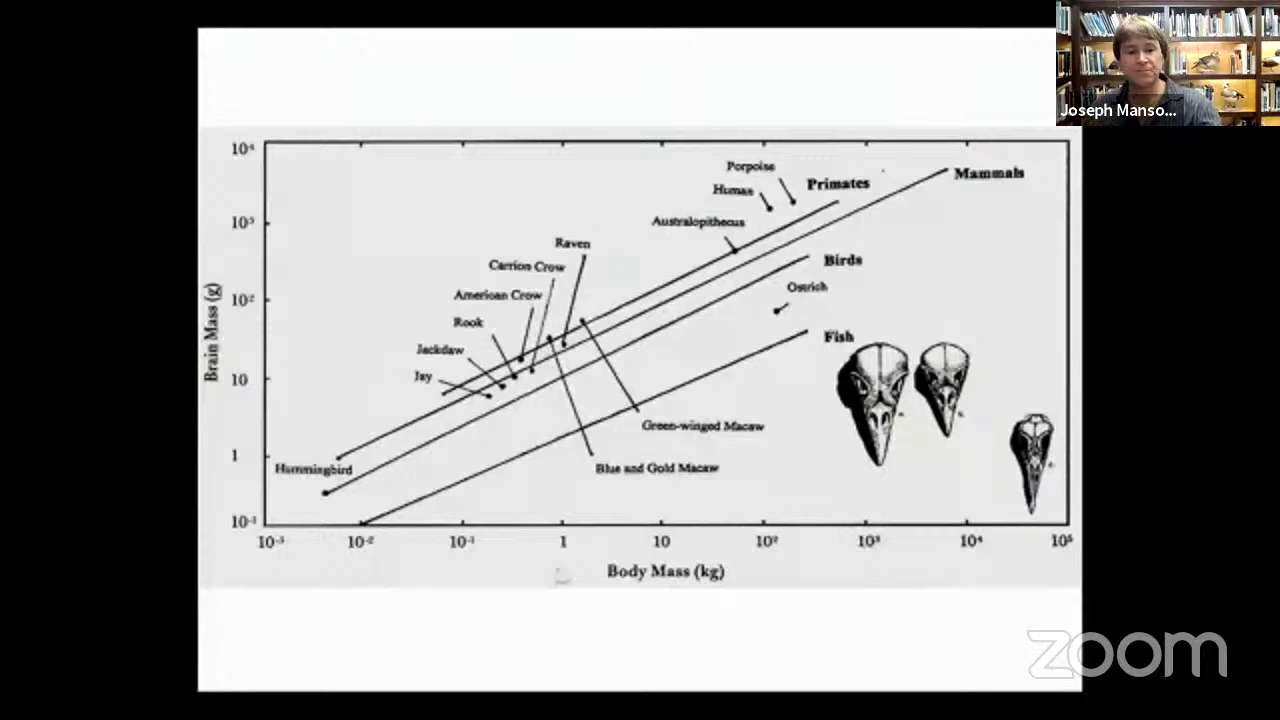 Joseph Manso...
10⁴
10³
10²
10
1
10⁻¹
Brain Mass (g)
Porpoise
Human
Primates
Mammals
Australopithecus
Raven
Carrion Crow
American Crow
Rook
Jackdaw
Jay
Birds
Ostrich
Fish
Green-winged Macaw
Blue and Gold Macaw
Hummingbird
10⁻³ 10⁻² 10⁻¹ 1 10 10² 10³ 10⁴ 10⁵
Body Mass (kg)
zoom